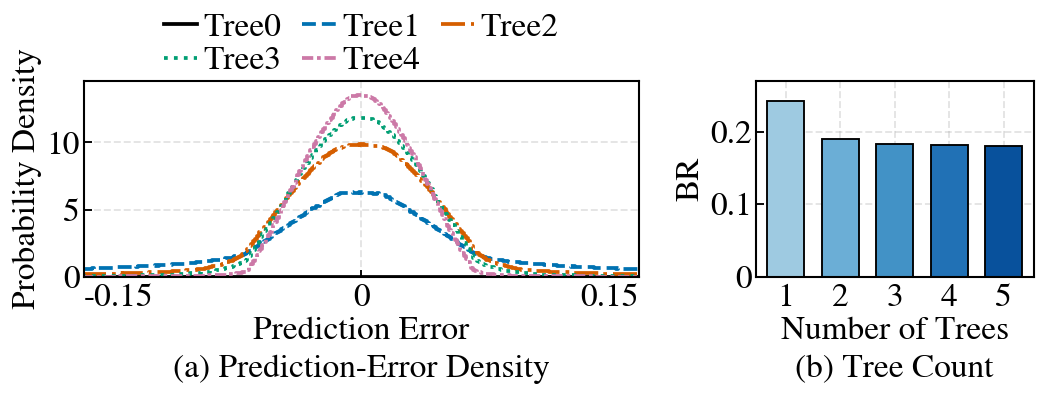 Tree0 Tree1 Tree2
Tree3 Tree4
Probability Density
10
5
0
-0.15 0 0.15
Prediction Error
(a) Prediction-Error Density
BR
0.2
0.1
0
1 2 3 4 5
Number of Trees
(b) Tree Count